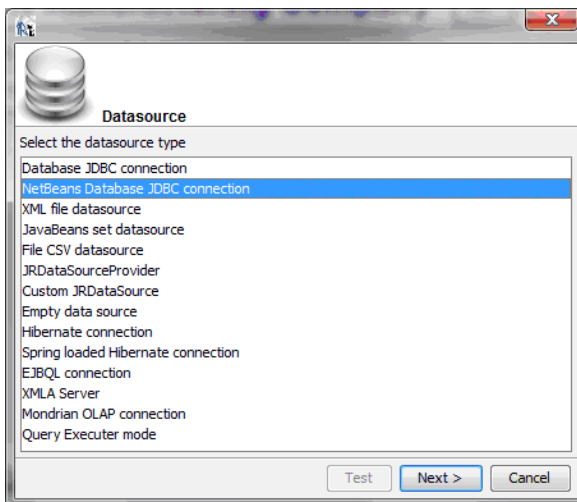 Datasource
Select the datasource type
Database JDBC connection
NetBeans Database JDBC connection
XML file datasource
JavaBeans set datasource
File CSV datasource
JRDataSourceProvider
Custom JRDataSource
Empty data source
Hibernate connection
Spring loaded Hibernate connection
EJBQL connection
XMLA Server
Mondrian OLAP connection
Query Executer mode
Test Next > Cancel